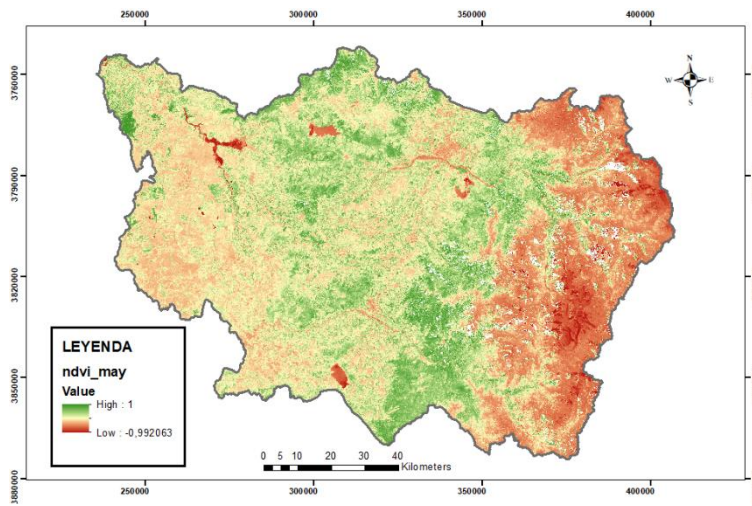 250000 300000 350000 400000
N
W U
S
3760000
3790000
3820000
3850000
3880000
LEYENDA
ndvi_may
Value
High : 1
Low : -0,992063
0 5 10 20 30 40
Kilometers
250000 300000 350000 400000